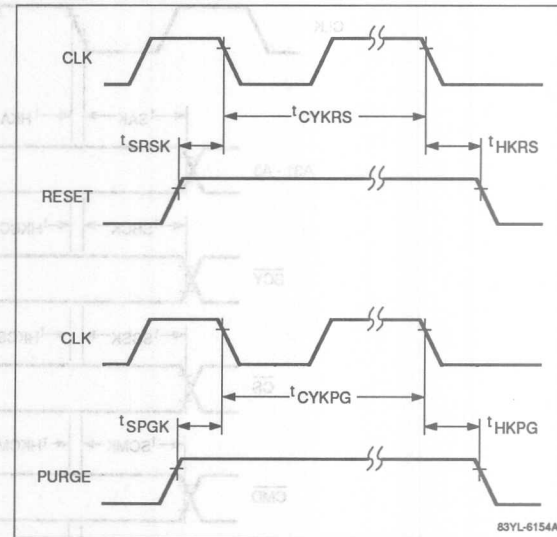 CLK
tCYKRS
tSRSK
tHKRS
RESET
CLK
tCYKPG
tSPGK
tHKPG
PURGE
83YL-6154A